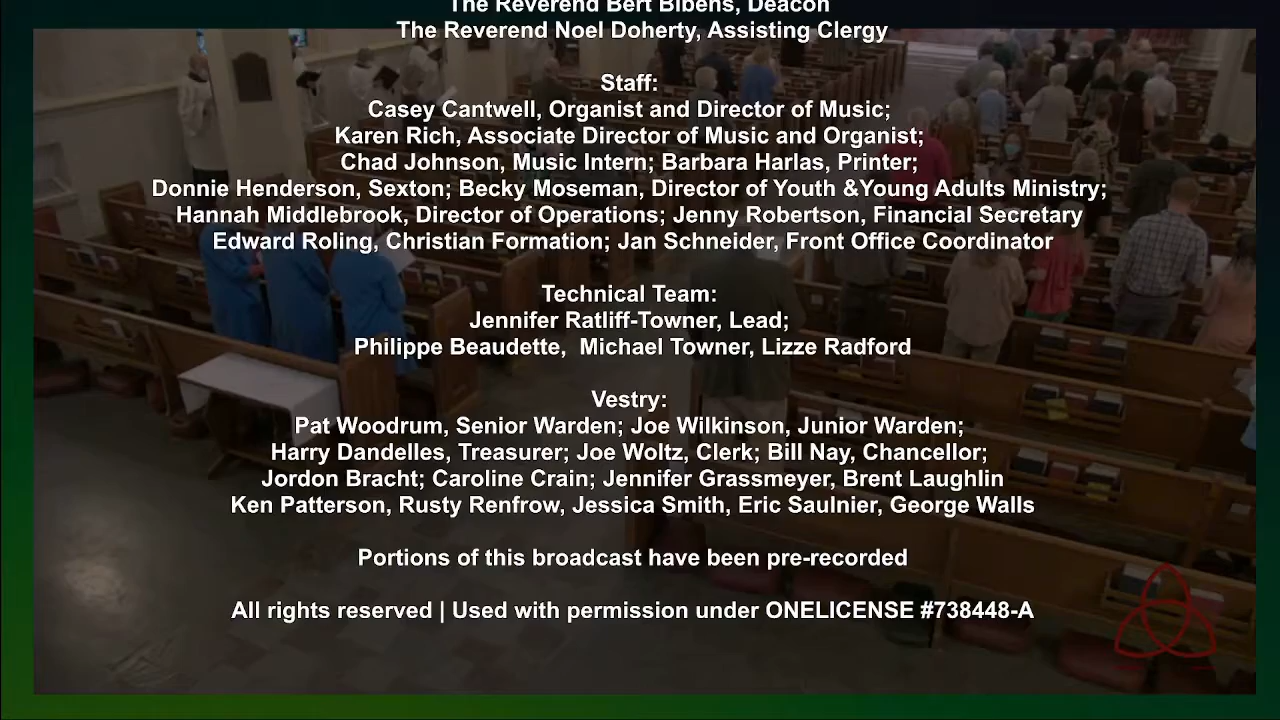 The Reverend Bert Bibens, Deacon
The Reverend Noel Doherty, Assisting Clergy
Staff:
Casey Cantwell, Organist and Director of Music;
Karen Rich, Associate Director of Music and Organist;
Chad Johnson, Music Intern; Barbara Harlas, Printer;
Donnie Henderson, Sexton; Becky Moseman, Director of Youth &Young Adults Ministry;
Hannah Middlebrook, Director of Operations; Jenny Robertson, Financial Secretary
Edward Roling, Christian Formation; Jan Schneider, Front Office Coordinator
Technical Team:
Jennifer Ratliff-Towner, Lead;
Philippe Beaudette,  Michael Towner, Lizze Radford
Vestry:
Pat Woodrum, Senior Warden; Joe Wilkinson, Junior Warden;
Harry Dandelles, Treasurer; Joe Woltz, Clerk; Bill Nay, Chancellor;
Jordon Bracht; Caroline Crain; Jennifer Grassmeyer, Brent Laughlin
Ken Patterson, Rusty Renfrow, Jessica Smith, Eric Saulnier, George Walls
Portions of this broadcast have been pre-recorded
All rights reserved | Used with permission under ONELICENSE #738448-A